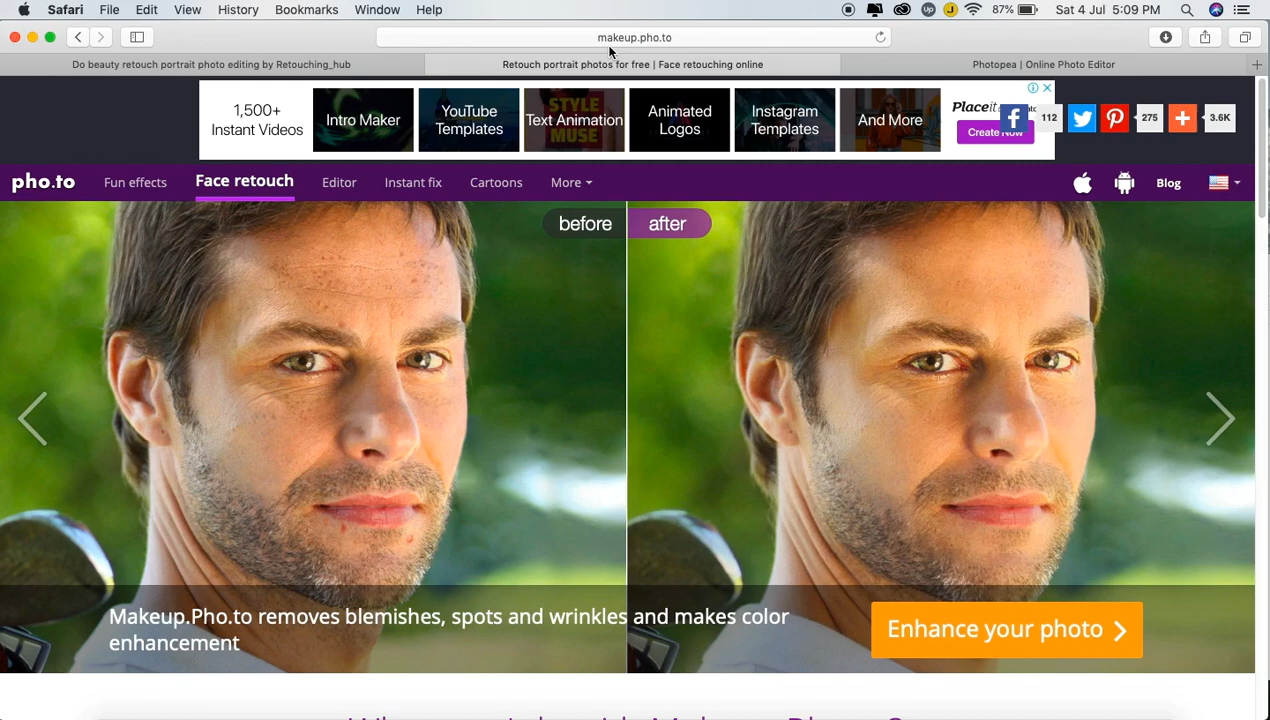 Safari File Edit View History Bookmarks Window Help
87% Sat 4 Jul 5:09 PM
makeup.pho.to
Do beauty retouch portrait photo editing by Retouching_hub
Retouch portrait photos for free | Face retouching online
Photopea | Online Photo Editor
1,500+
Instant Videos
Intro Maker
YouTube
Templates
STYLE
Text Animation
MUSE
Animated
Logos
Instagram
Templates
And More
Placeit
Create Now
112
275
3.6K
pho.to
Fun effects
Face retouch
Editor
Instant fix
Cartoons
More
Blog
before
after
Makeup.Pho.to removes blemishes, spots and wrinkles and makes color
enhancement
Enhance your photo